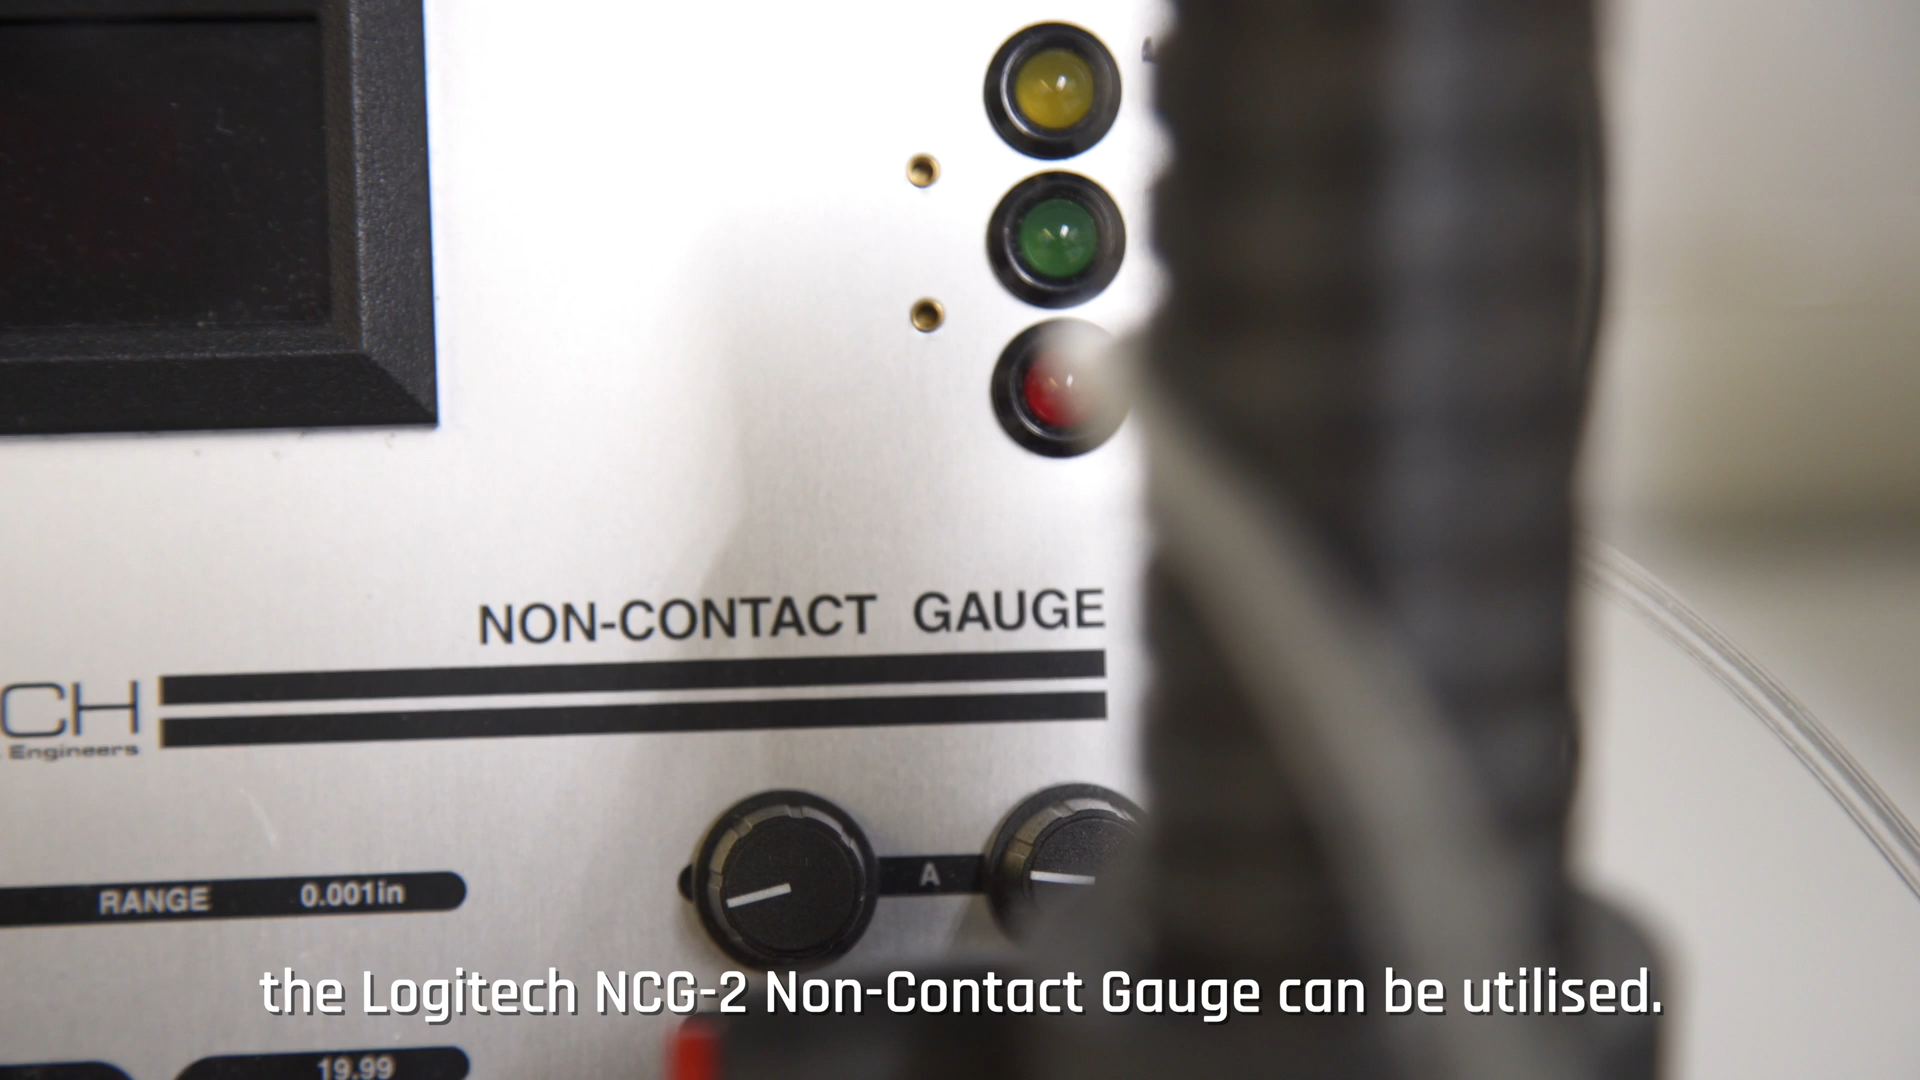 NON-CONTACT GAUGE
CH
Engineers
RANGE 0.001in
A
the Logitech NCG-2 Non-Contact Gauge can be utilised.
19.99